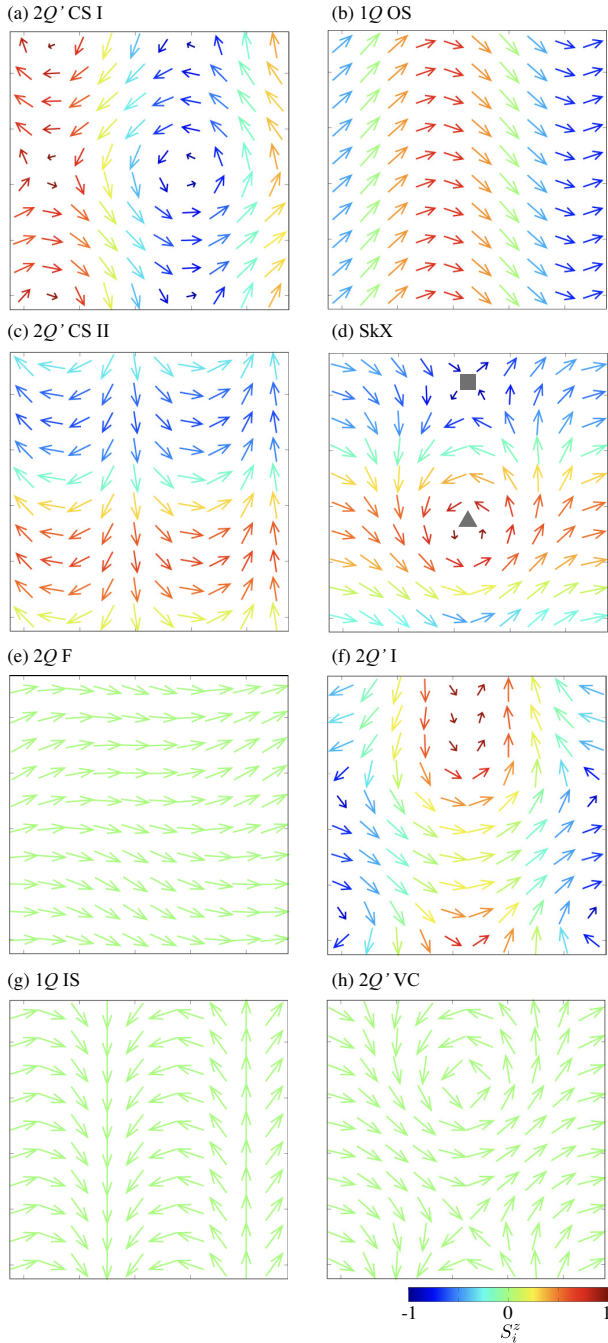 (a) 2Q’ CS I
(b) 1Q OS
(c) 2Q’ CS II
(d) SkX
(e) 2Q F
(f) 2Q’ I
(g) 1Q IS
(h) 2Q’ VC
-1 0 1
S_i^z